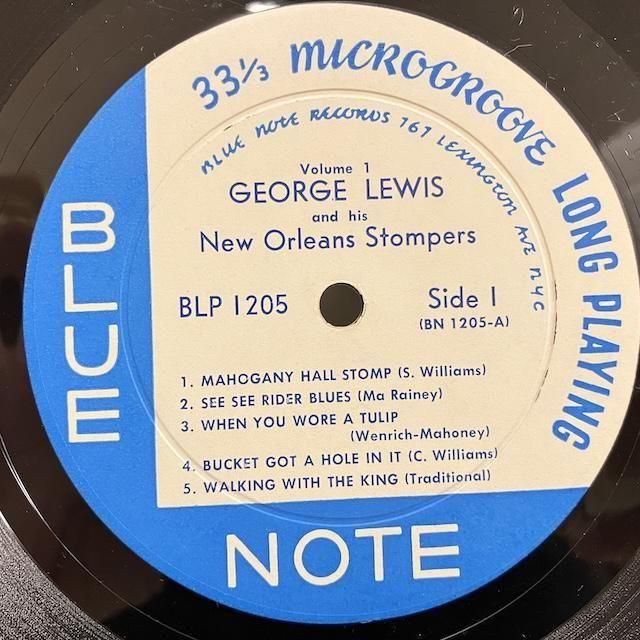 33⅓ MICROGROOVE LONG PLAYING
BLUE NOTE RECORDS 767 LEXINGTON AVE NYC
Volume 1
GEORGE LEWIS
and his
New Orleans Stompers
BLP 1205
Side 1
(BN 1205-A)
1. MAHOGANY HALL STOMP (S. Williams)
2. SEE SEE RIDER BLUES (Ma Rainey)
3. WHEN YOU WORE A TULIP
(Wenrich-Mahoney)
4. BUCKET GOT A HOLE IN IT (C. Williams)
5. WALKING WITH THE KING (Traditional)
BLUE
NOTE